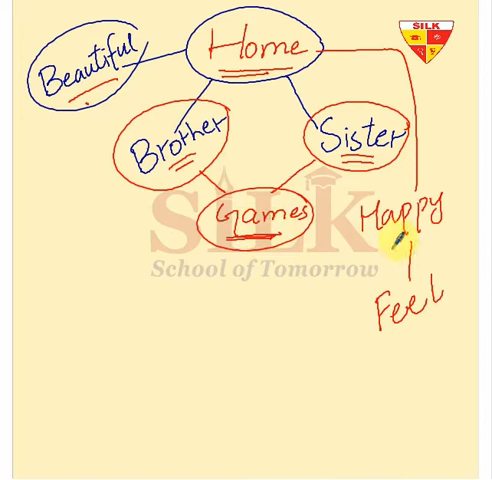 SILK
Home
Beautiful
Brother
Sister
Games
Happy
Feel
SILK
School of Tomorrow